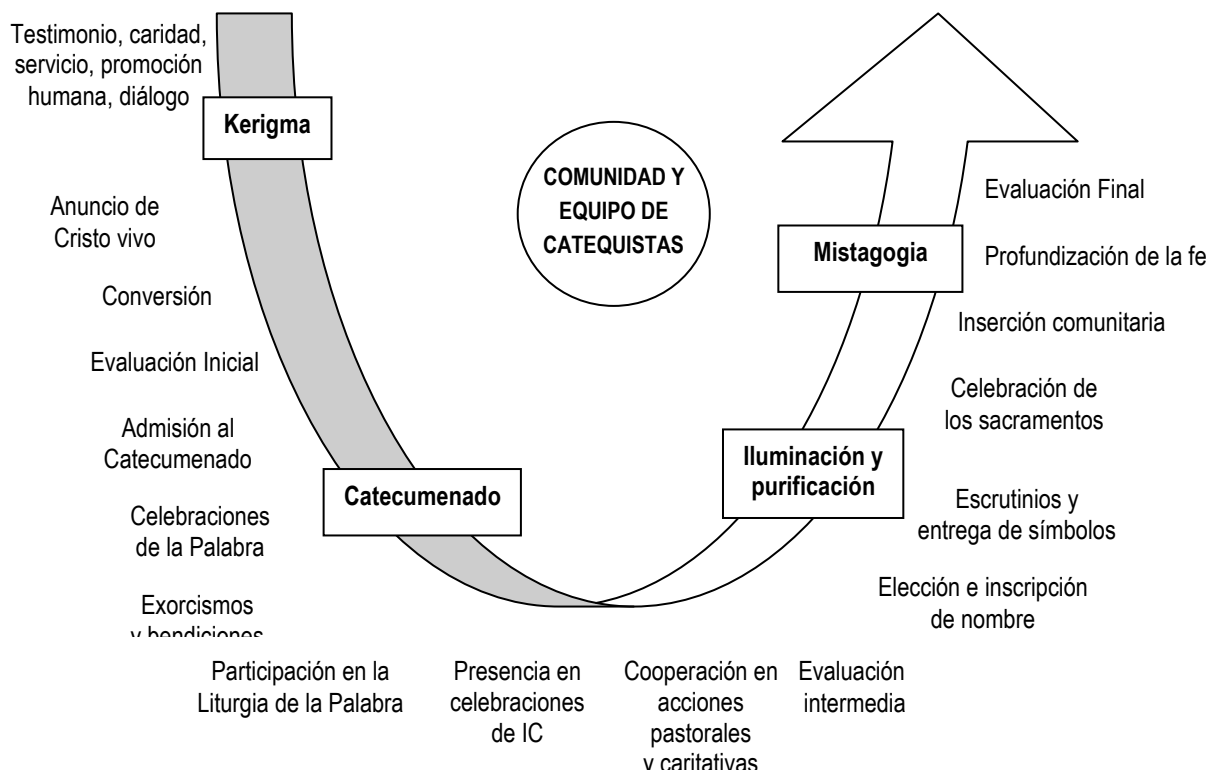 Testimonio, caridad,
servicio, promoción
humana, diálogo
Kerigma
Anuncio de
Cristo vivo
Conversión
Evaluación Inicial
Admisión al
Catecumenado
Catecumenado
Celebraciones
de la Palabra
Exorcismos
y bendiciones
Participación en la
Liturgia de la Palabra
Presencia en
celebraciones
de IC
Cooperación en
acciones
pastorales
y caritativas
Evaluación
intermedia
COMUNIDAD Y
EQUIPO DE
CATEQUISTAS
Elección e inscripción
de nombre
Escrutinios y
entrega de símbolos
Iluminación y
purificación
Celebración de
los sacramentos
Inserción comunitaria
Mistagogia
Profundización de la fe
Evaluación Final